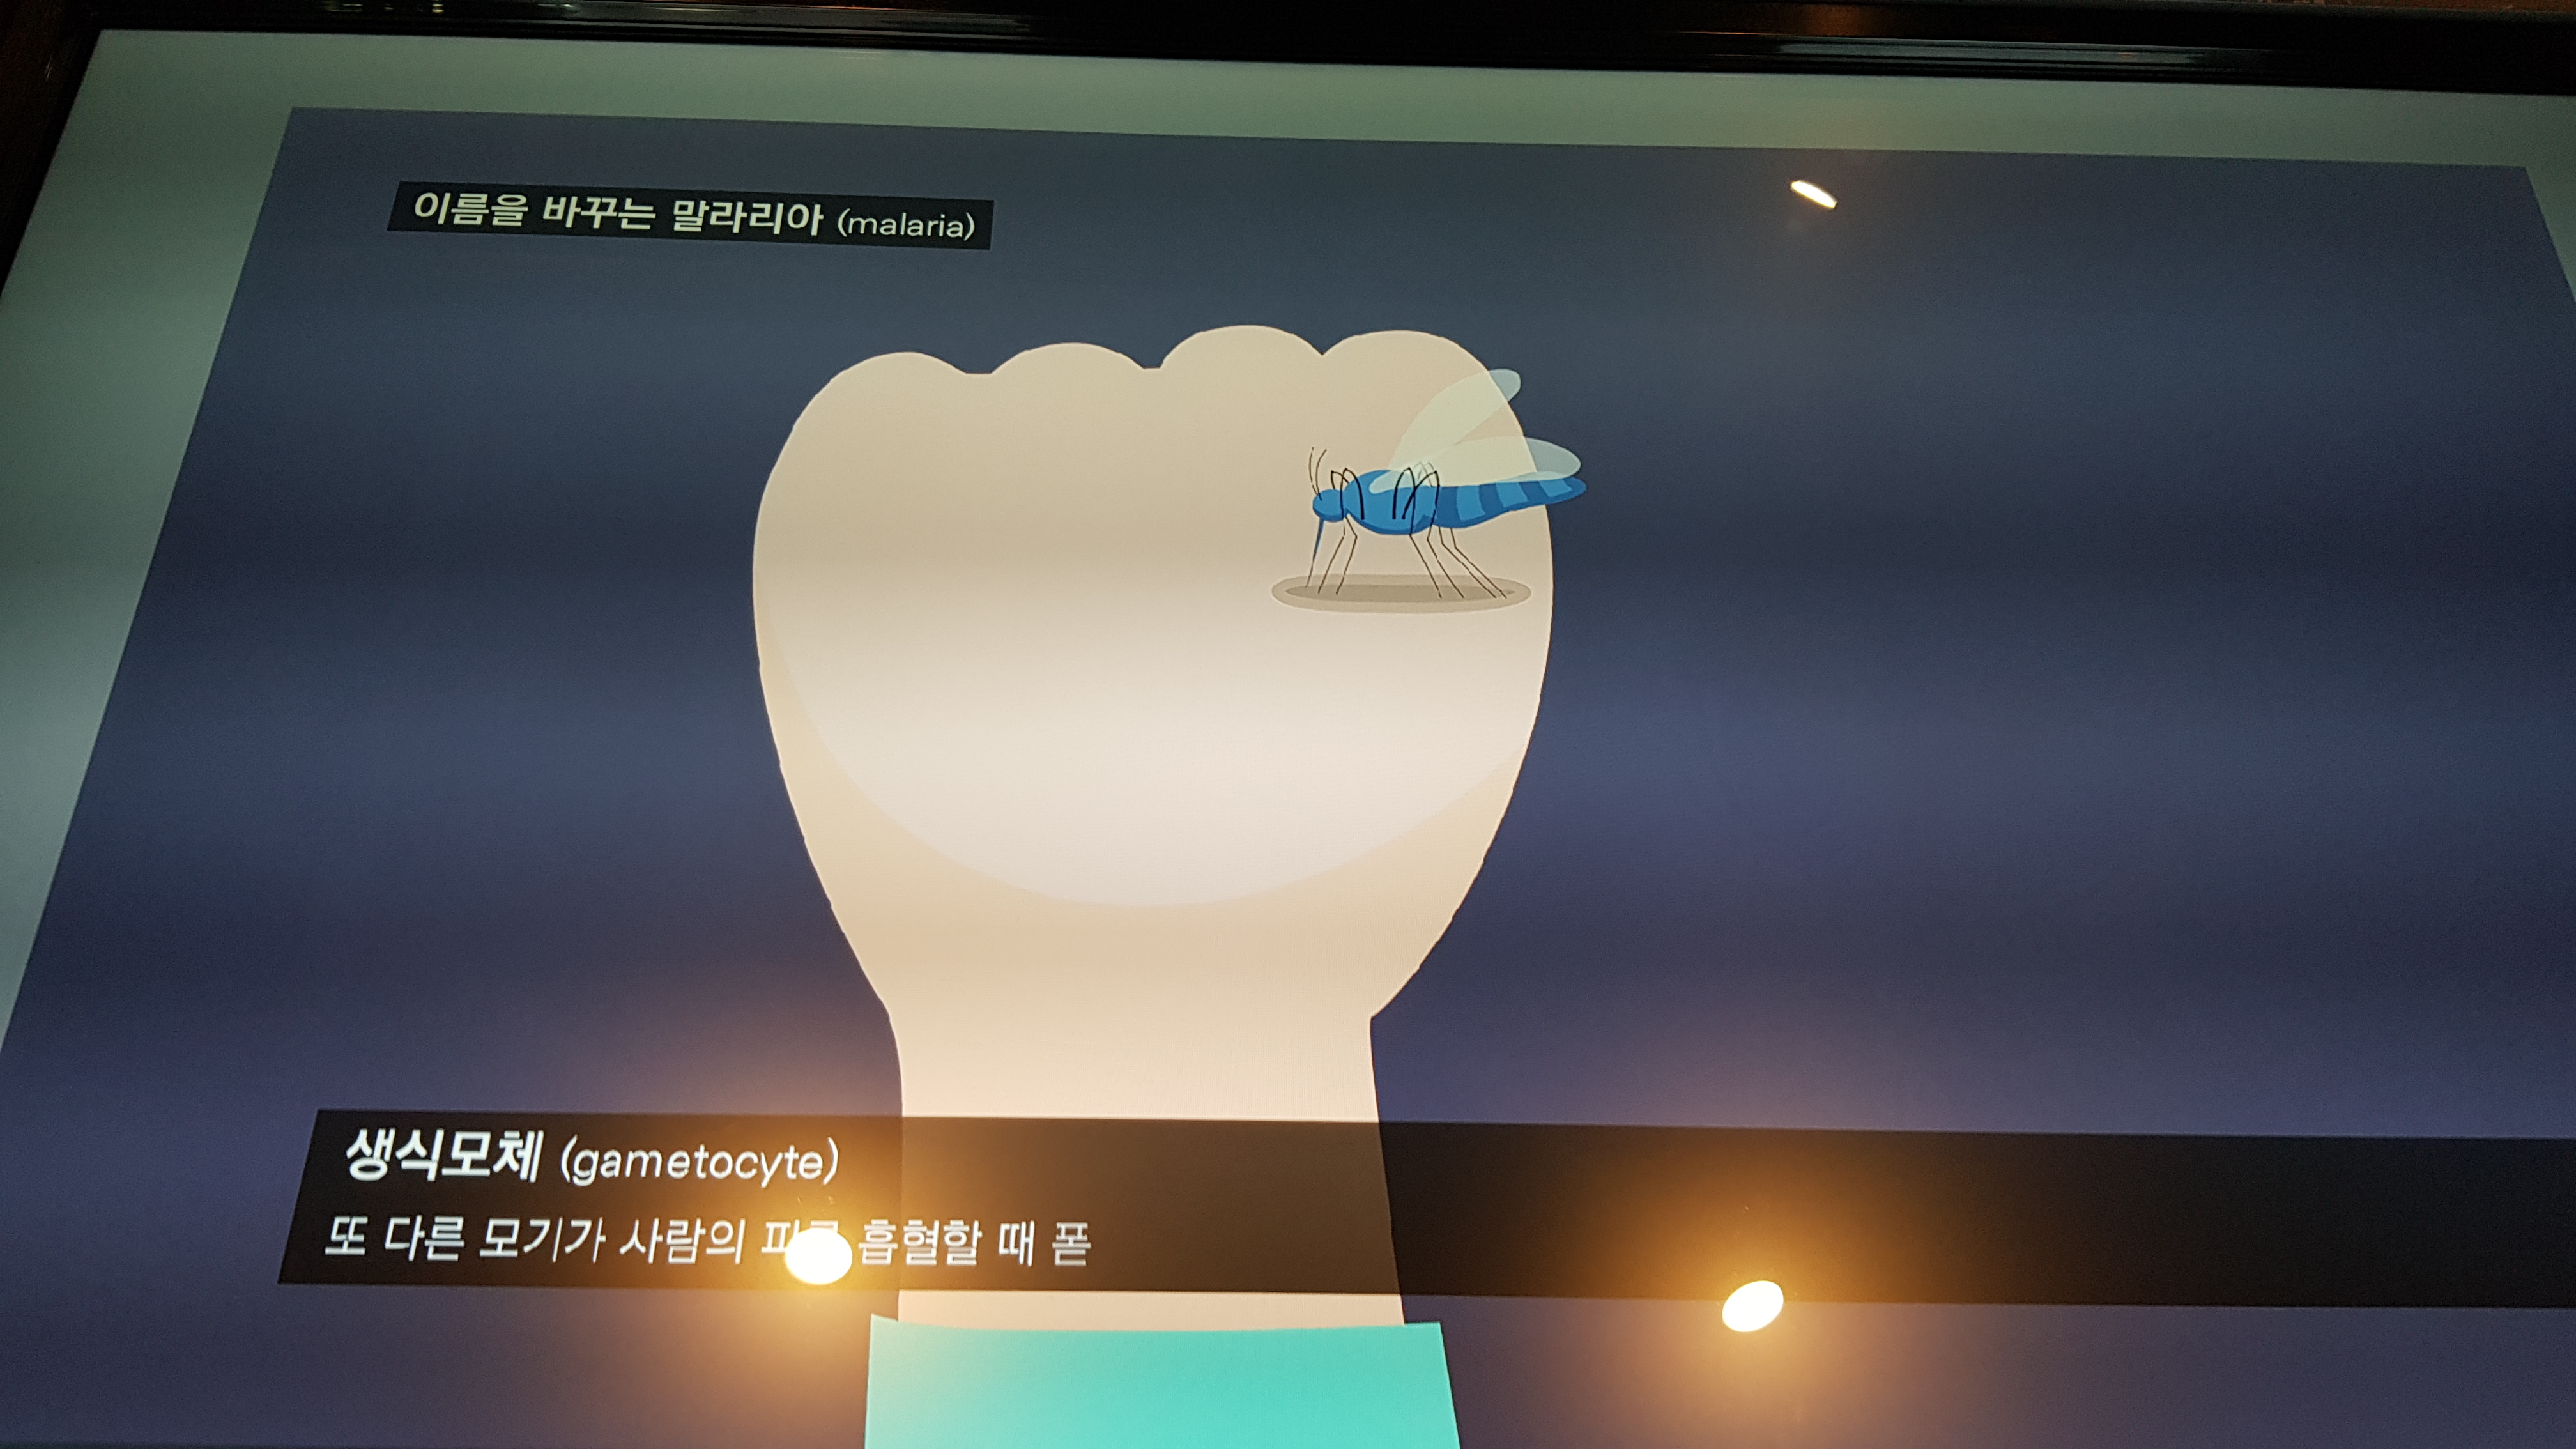 이름을 바꾸는 말라리아 (malaria)
생식모체 (gametocyte)
또 다른 모기가 사람의 흡혈할 때 폳